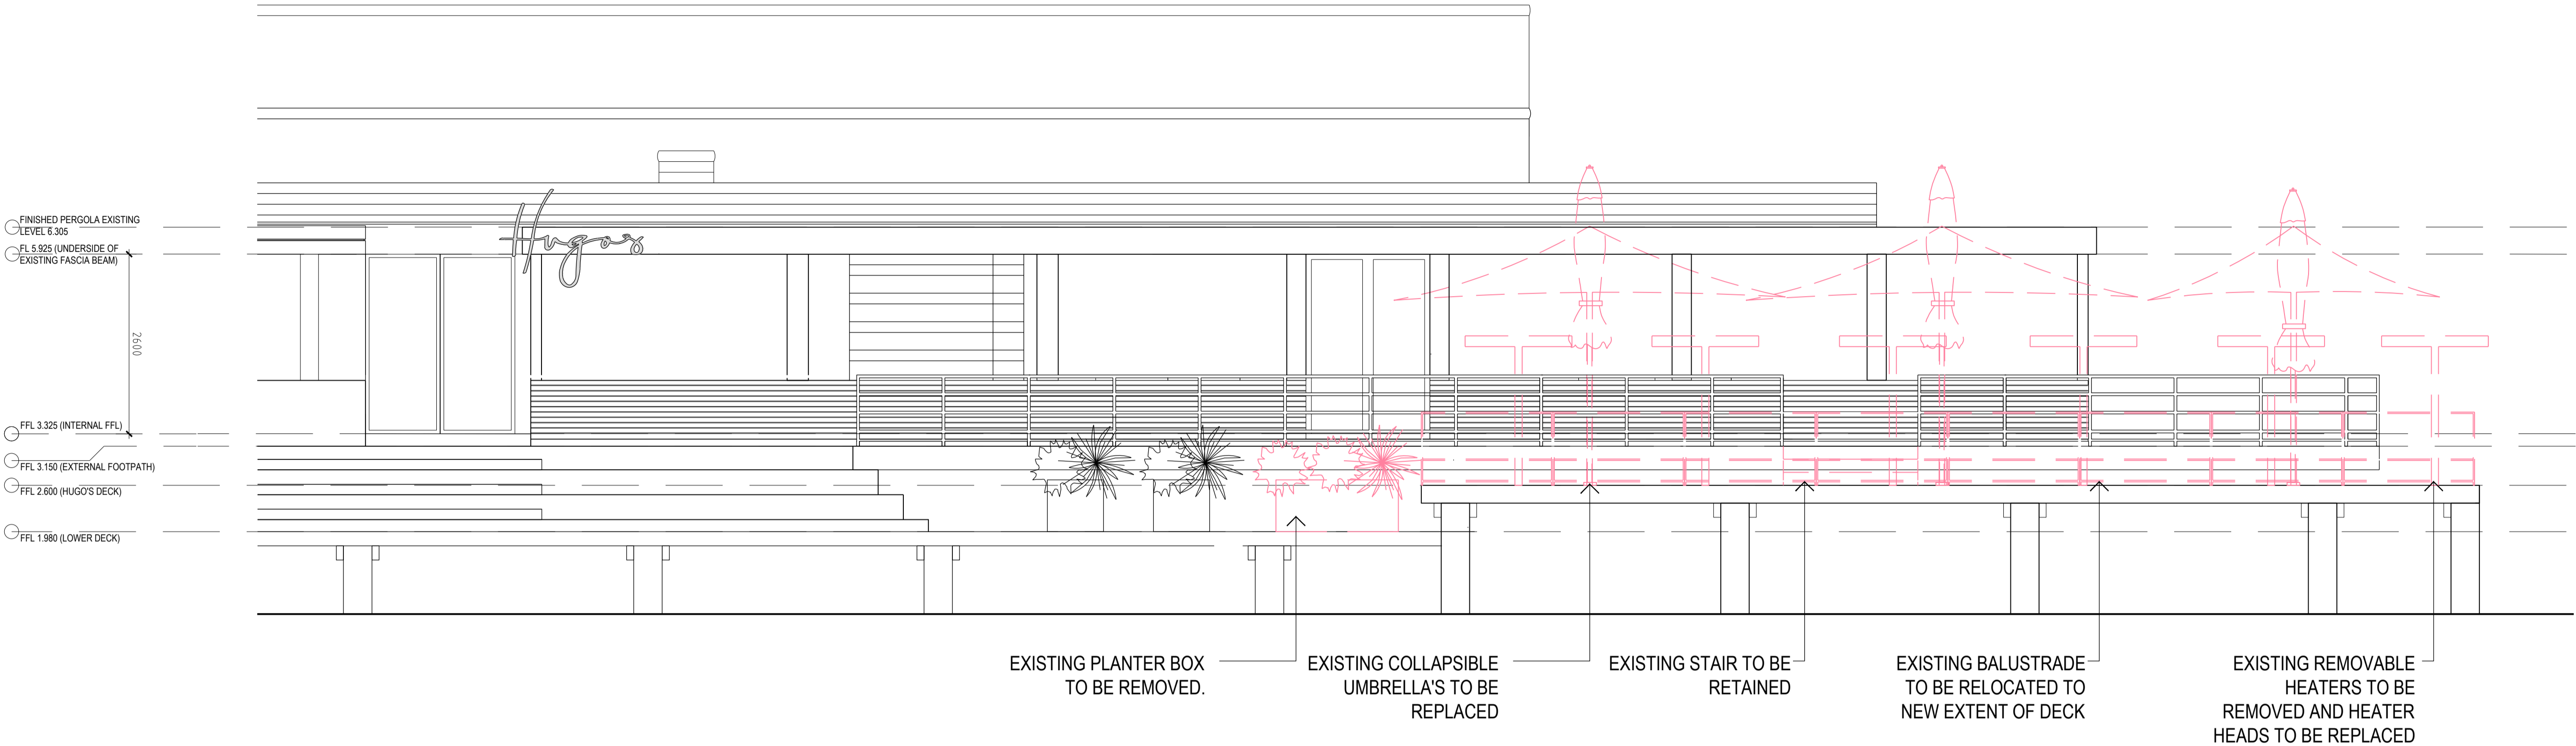 Hugo's
FINISHED PERGOLA EXISTING
LEVEL 6.305
FL 5.925 (UNDERSIDE OF
EXISTING FASCIA BEAM)
2600
FFL 3.325 (INTERNAL FFL)
FFL 3.150 (EXTERNAL FOOTPATH)
FFL 2.600 (HUGO'S DECK)
FFL 1.980 (LOWER DECK)
EXISTING PLANTER BOX
TO BE REMOVED.
EXISTING COLLAPSIBLE
UMBRELLA'S TO BE
REPLACED
EXISTING STAIR TO BE
RETAINED
EXISTING BALUSTRADE
TO BE RELOCATED TO
NEW EXTENT OF DECK
EXISTING REMOVABLE
HEATERS TO BE
REMOVED AND HEATER
HEADS TO BE REPLACED